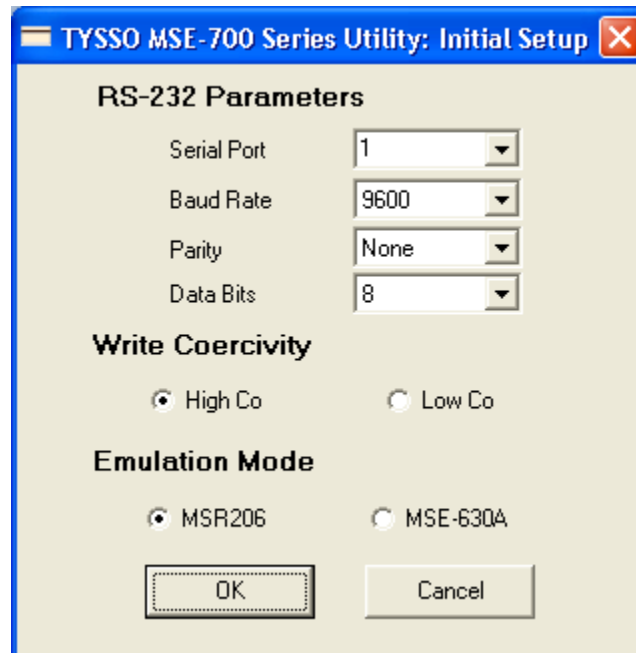 TYSSO MSE-700 Series Utility: Initial Setup
RS-232 Parameters
Serial Port 1
Baud Rate 9600
Parity None
Data Bits 8
Write Coercivity
High Co Low Co
Emulation Mode
MSR206 MSE-630A
OK Cancel